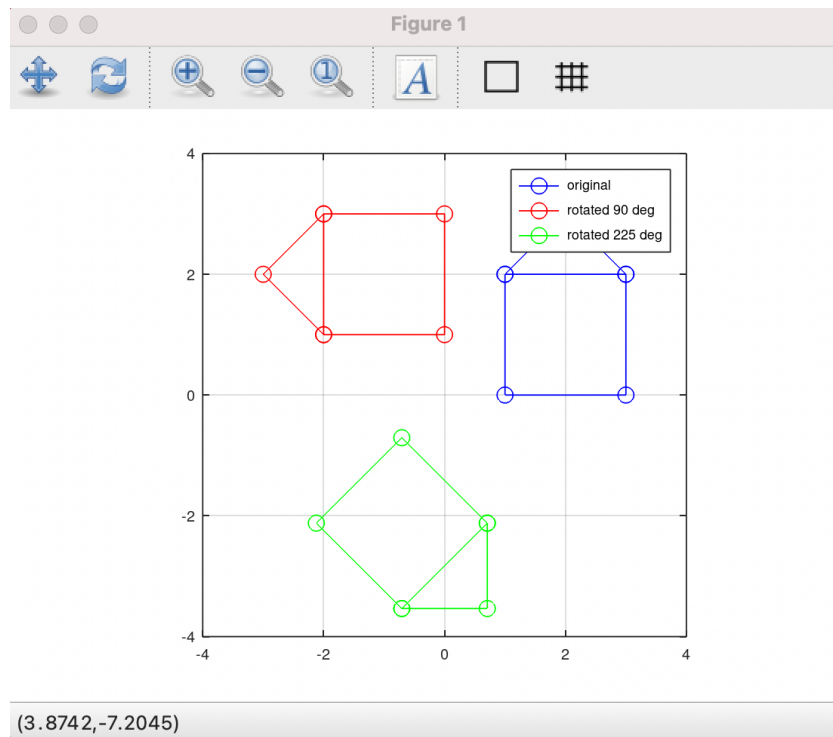 Figure 1
1
A
4
original
rotated 90 deg
rotated 225 deg
2
0
-2
-4
-4
-2
0
2
4
(3.8742,-7.2045)